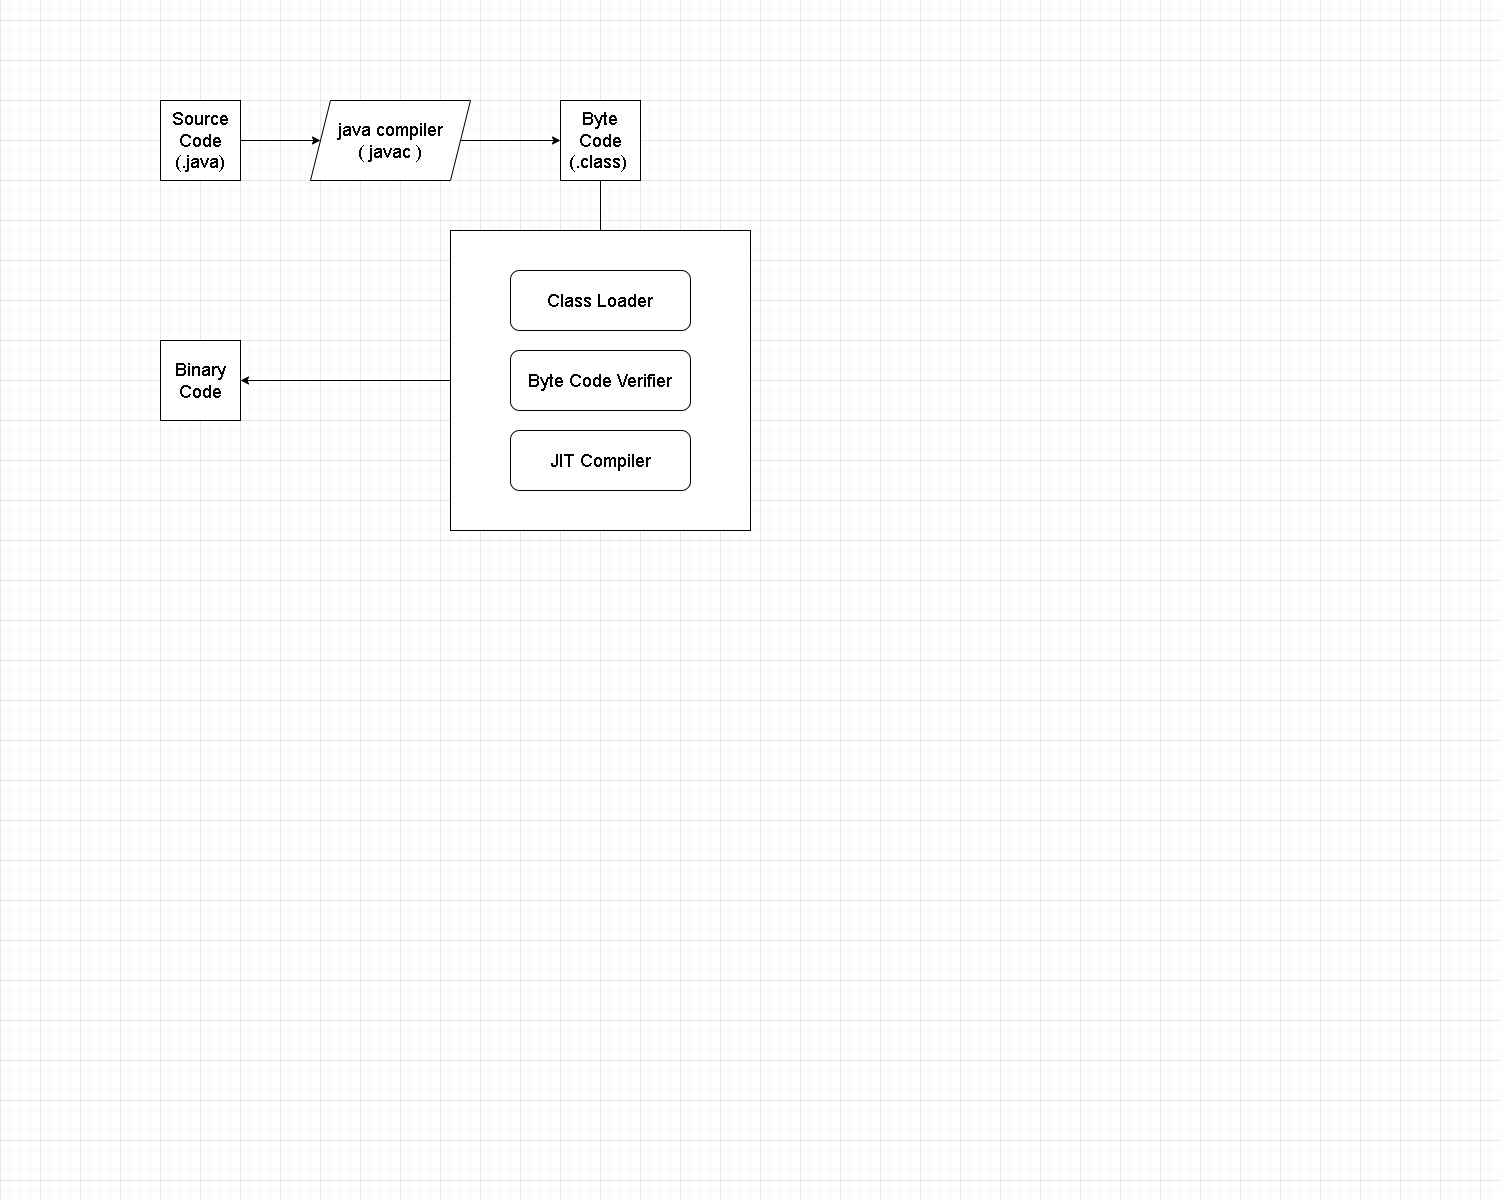 Source
Code
(.java)
java compiler
( javac )
Byte
Code
(.class)
Class Loader
Byte Code Verifier
JIT Compiler
Binary
Code